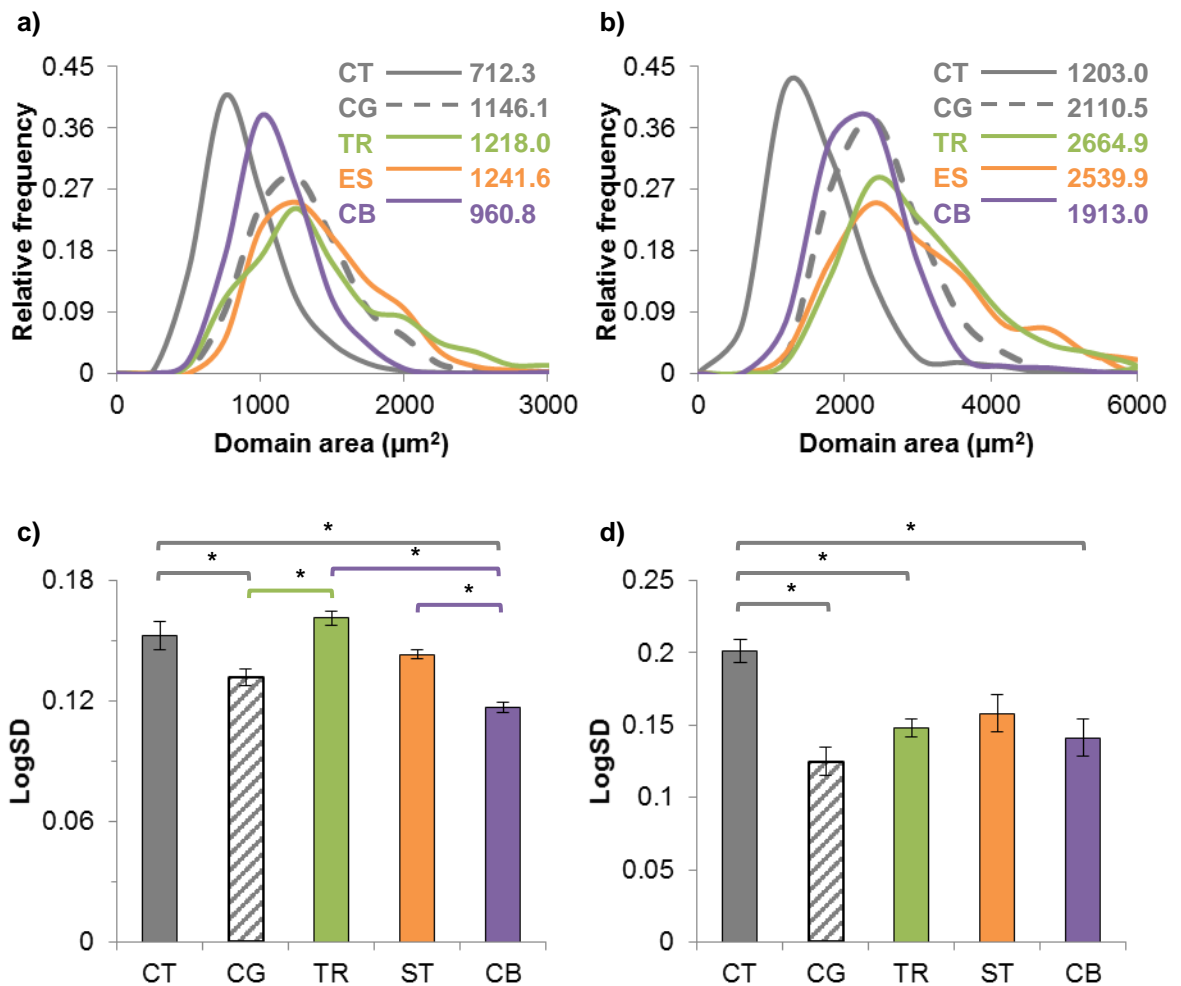 a)
Relative frequency
0.45
0.36
0.27
0.18
0.09
0
0
1000
2000
3000
Domain area (µm²)
CT 712.3
CG 1146.1
TR 1218.0
ES 1241.6
CB 960.8
b)
Relative frequency
0.45
0.36
0.27
0.18
0.09
0
0
2000
4000
6000
Domain area (µm²)
CT 1203.0
CG 2110.5
TR 2664.9
ES 2539.9
CB 1913.0
c)
LogSD
0.18
0.12
0.06
0
*
*
*
*
*
CT
CG
TR
ST
CB
d)
LogSD
0.25
0.2
0.15
0.1
0.05
0
*
*
*
CT
CG
TR
ST
CB